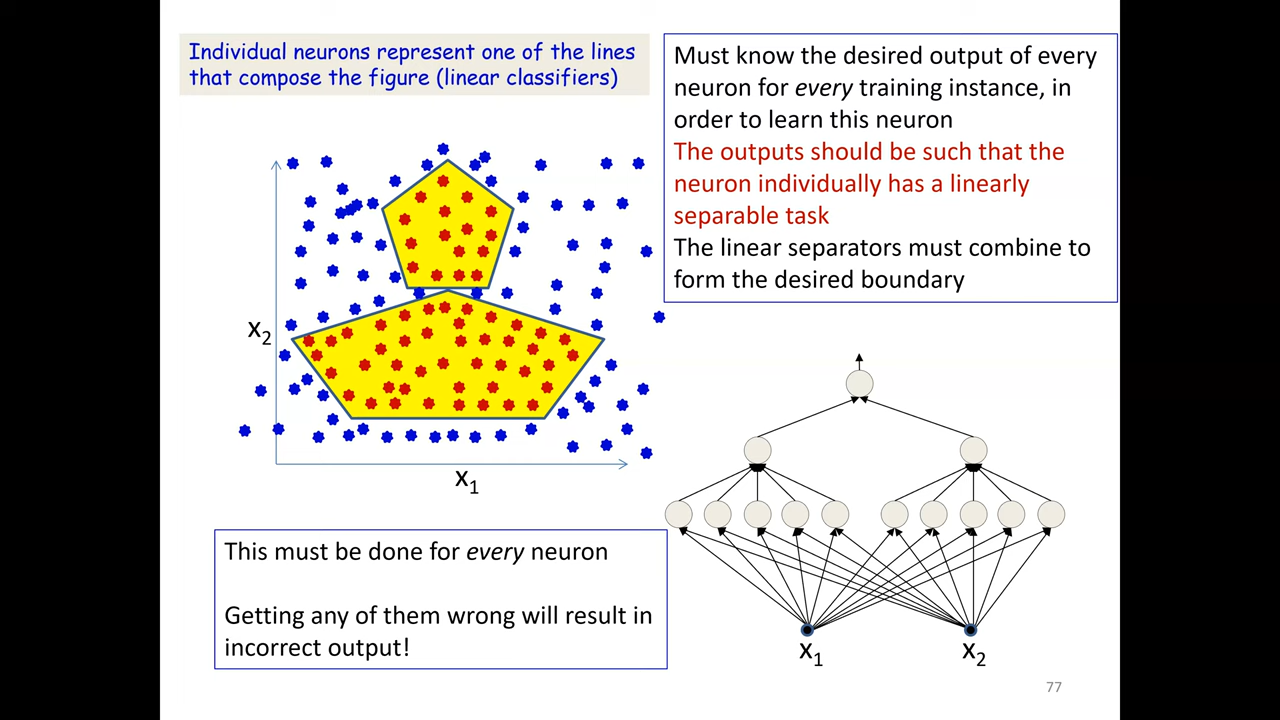 Individual neurons represent one of the lines
that compose the figure (linear classifiers)
Must know the desired output of every
neuron for every training instance, in
order to learn this neuron
The outputs should be such that the
neuron individually has a linearly
separable task
The linear separators must combine to
form the desired boundary
x2
x1
This must be done for every neuron
Getting any of them wrong will result in
incorrect output!
x1
x2
77